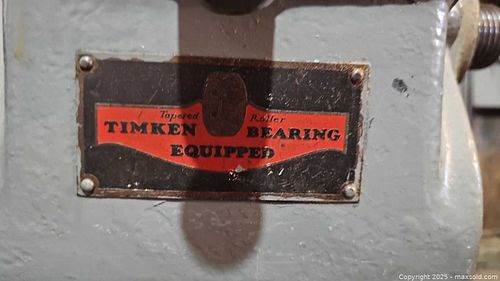 Tapered Roller
TIMKEN BEARING
EQUIPPED
Copyright 2025 - maxsold.com